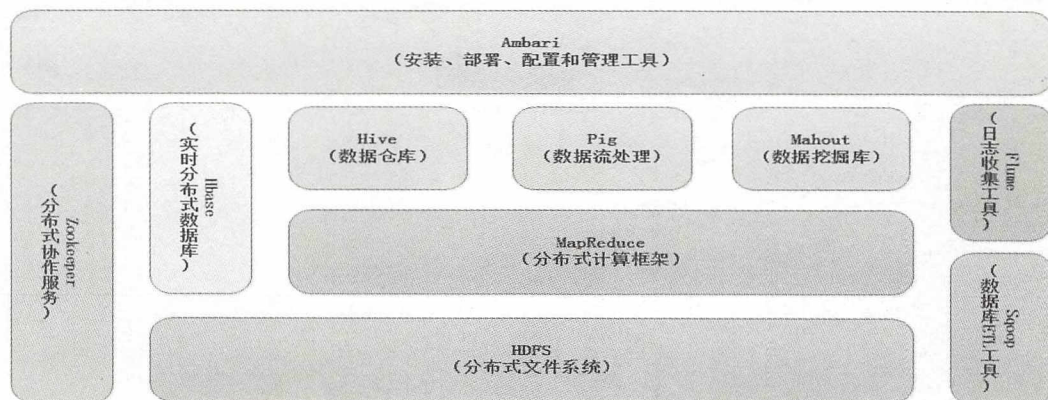 Ambari
(安装、部署、配置和管理工具)
Zookeeper
(分布式协作服务)
Hbase
(实时分布式数据库)
Hive
(数据仓库)
Pig
(数据流处理)
Mahout
(数据挖掘库)
Flume
(日志收集工具)
MapReduce
(分布式计算框架)
Sqoop
(数据库ETL工具)
HDFS
(分布式文件系统)